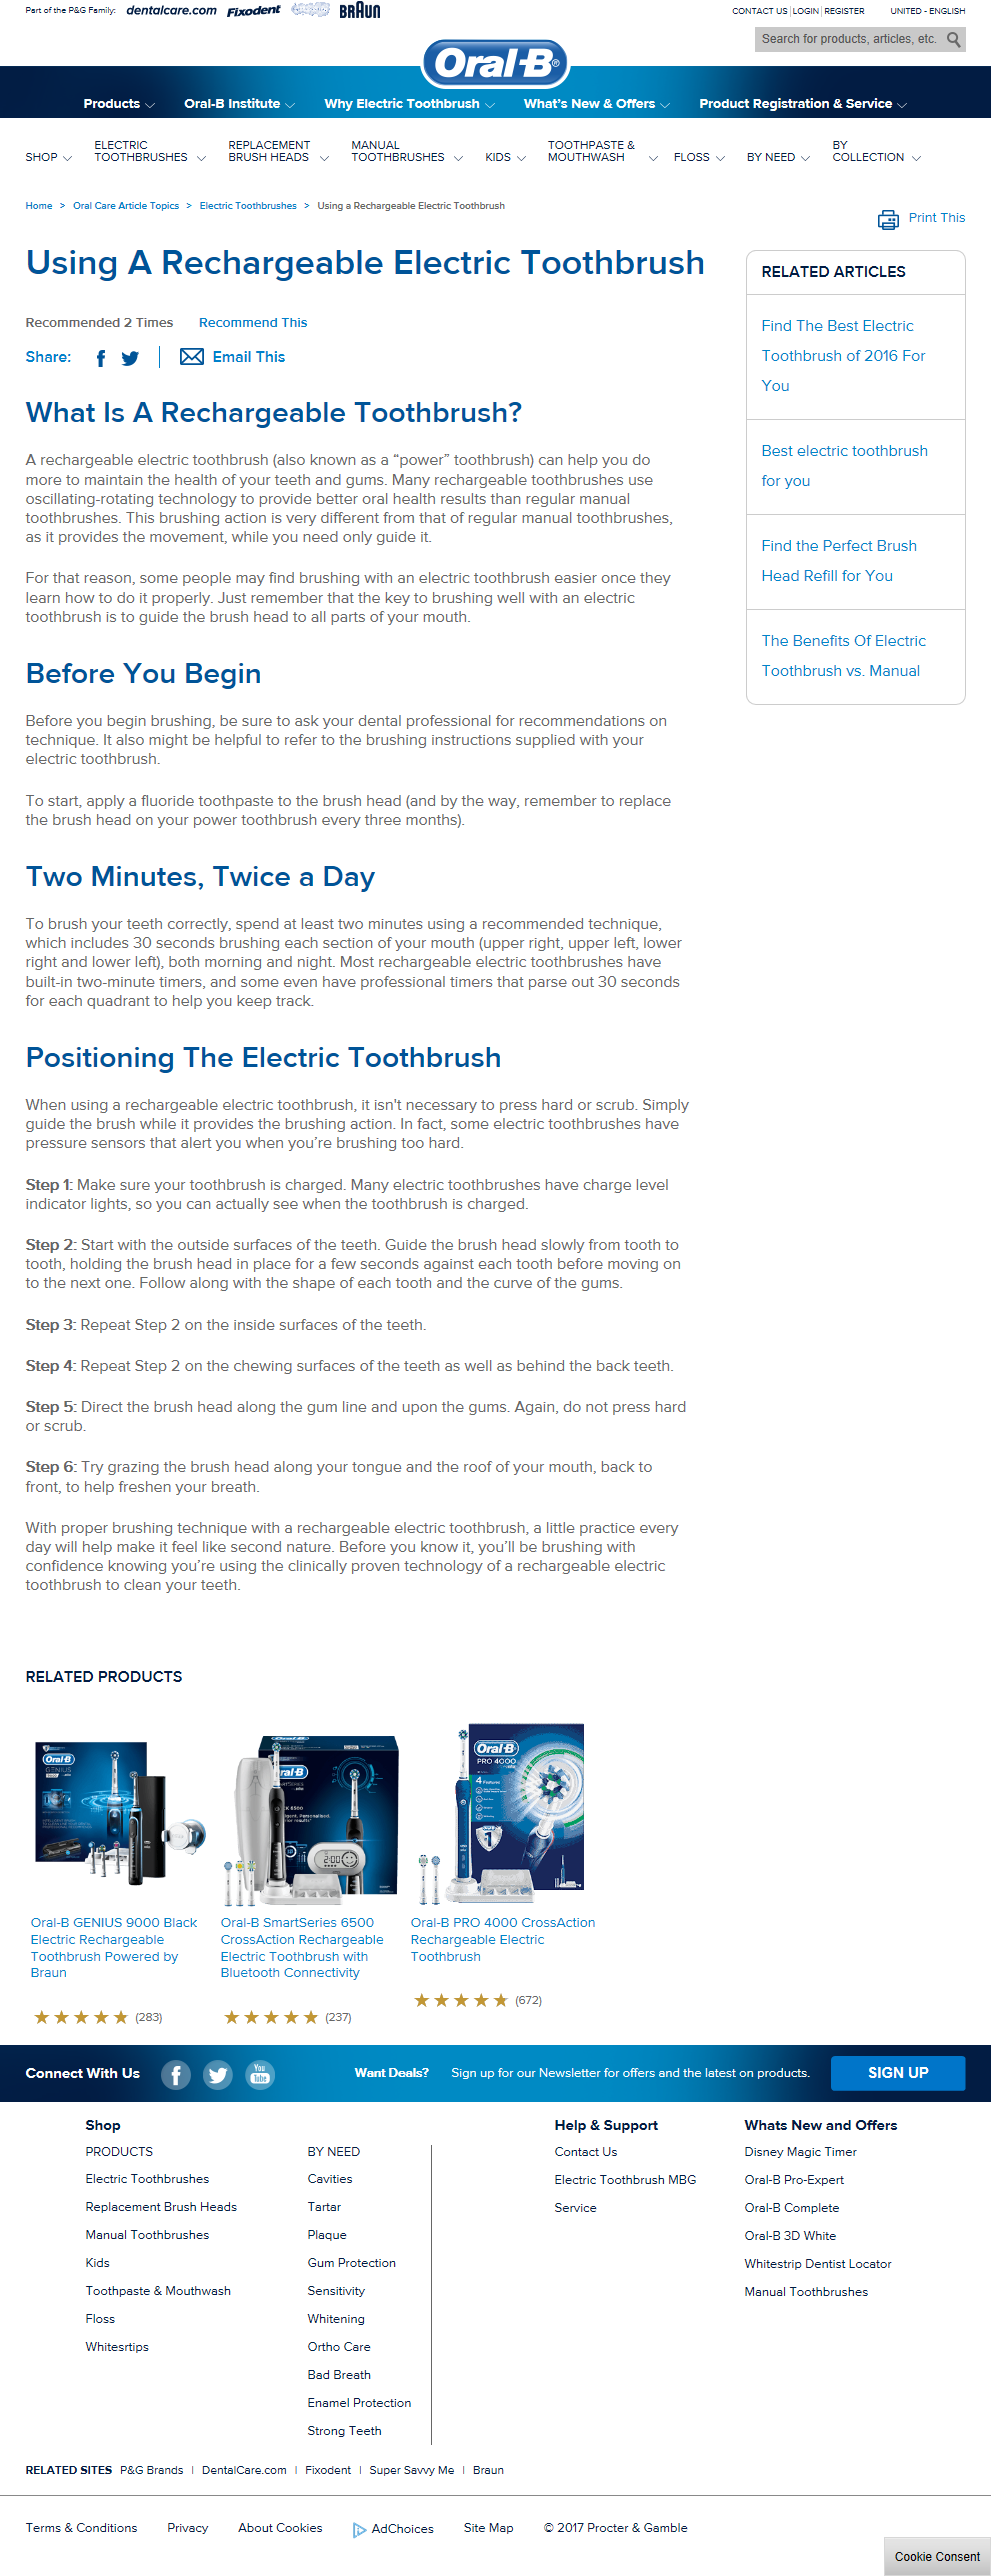 Part of the P&G Family: dentalcare.com Fixodent BRAUN
CONTACT US LOGIN REGISTER UNITED - ENGLISH
Search for products, articles, etc.
Oral-B®
Products Oral-B Institute Why Electric Toothbrush What's New & Offers Product Registration & Service
SHOP ELECTRIC TOOTHBRUSHES REPLACEMENT BRUSH HEADS MANUAL TOOTHBRUSHES KIDS TOOTHPASTE & MOUTHWASH FLOSS BY NEED BY COLLECTION
Home > Oral Care Article Topics > Electric Toothbrushes > Using a Rechargeable Electric Toothbrush
Print This
Using A Rechargeable Electric Toothbrush
Recommended 2 Times Recommend This
Share: Email This
What Is A Rechargeable Toothbrush?
A rechargeable electric toothbrush (also known as a “power” toothbrush) can help you do
more to maintain the health of your teeth and gums. Many rechargeable toothbrushes use
oscillating-rotating technology to provide better oral health results than regular manual
toothbrushes. This brushing action is very different from that of regular manual toothbrushes,
as it provides the movement, while you need only guide it.
For that reason, some people may find brushing with an electric toothbrush easier once they
learn how to do it properly. Just remember that the key to brushing well with an electric
toothbrush is to guide the brush head to all parts of your mouth.
Before You Begin
Before you begin brushing, be sure to ask your dental professional for recommendations on
technique. It also might be helpful to refer to the brushing instructions supplied with your
electric toothbrush.
To start, apply a fluoride toothpaste to the brush head (and by the way, remember to replace
the brush head on your power toothbrush every three months).
Two Minutes, Twice a Day
To brush your teeth correctly, spend at least two minutes using a recommended technique,
which includes 30 seconds brushing each section of your mouth (upper right, upper left, lower
right and lower left), both morning and night. Most rechargeable electric toothbrushes have
built-in two-minute timers, and some even have professional timers that parse out 30 seconds
for each quadrant to help you keep track.
Positioning The Electric Toothbrush
When using a rechargeable electric toothbrush, it isn't necessary to press hard or scrub. Simply
guide the brush while it provides the brushing action. In fact, some electric toothbrushes have
pressure sensors that alert you when you’re brushing too hard.
Step 1: Make sure your toothbrush is charged. Many electric toothbrushes have charge level
indicator lights, so you can actually see when the toothbrush is charged.
Step 2: Start with the outside surfaces of the teeth. Guide the brush head slowly from tooth to
tooth, holding the brush head in place for a few seconds against each tooth before moving on
to the next one. Follow along with the shape of each tooth and the curve of the gums.
Step 3: Repeat Step 2 on the inside surfaces of the teeth.
Step 4: Repeat Step 2 on the chewing surfaces of the teeth as well as behind the back teeth.
Step 5: Direct the brush head along the gum line and upon the gums. Again, do not press hard
or scrub.
Step 6: Try grazing the brush head along your tongue and the roof of your mouth, back to
front, to help freshen your breath.
With proper brushing technique with a rechargeable electric toothbrush, a little practice every
day will help make it feel like second nature. Before you know it, you’ll be brushing with
confidence knowing you’re using the clinically proven technology of a rechargeable electric
toothbrush to clean your teeth.
RELATED ARTICLES
Find The Best Electric
Toothbrush of 2016 For
You
Best electric toothbrush
for you
Find the Perfect Brush
Head Refill for You
The Benefits Of Electric
Toothbrush vs. Manual
RELATED PRODUCTS
Oral-B
GENIUS
Oral-B
PRO 4000
2:00
1
Oral-B GENIUS 9000 Black
Electric Rechargeable
Toothbrush Powered by
Braun
(283)
Oral-B SmartSeries 6500
CrossAction Rechargeable
Electric Toothbrush with
Bluetooth Connectivity
(237)
Oral-B PRO 4000 CrossAction
Rechargeable Electric
Toothbrush
(672)
Connect With Us You Tube Want Deals? Sign up for our Newsletter for offers and the latest on products. SIGN UP
Shop
PRODUCTS
Electric Toothbrushes
Replacement Brush Heads
Manual Toothbrushes
Kids
Toothpaste & Mouthwash
Floss
Whitesrtips
BY NEED
Cavities
Tartar
Plaque
Gum Protection
Sensitivity
Whitening
Ortho Care
Bad Breath
Enamel Protection
Strong Teeth
Help & Support
Contact Us
Electric Toothbrush MBG
Service
Whats New and Offers
Disney Magic Timer
Oral-B Pro-Expert
Oral-B Complete
Oral-B 3D White
Whitestrip Dentist Locator
Manual Toothbrushes
RELATED SITES P&G Brands | DentalCare.com | Fixodent | Super Savvy Me | Braun
Terms & Conditions Privacy About Cookies AdChoices Site Map © 2017 Procter & Gamble
Cookie Consent